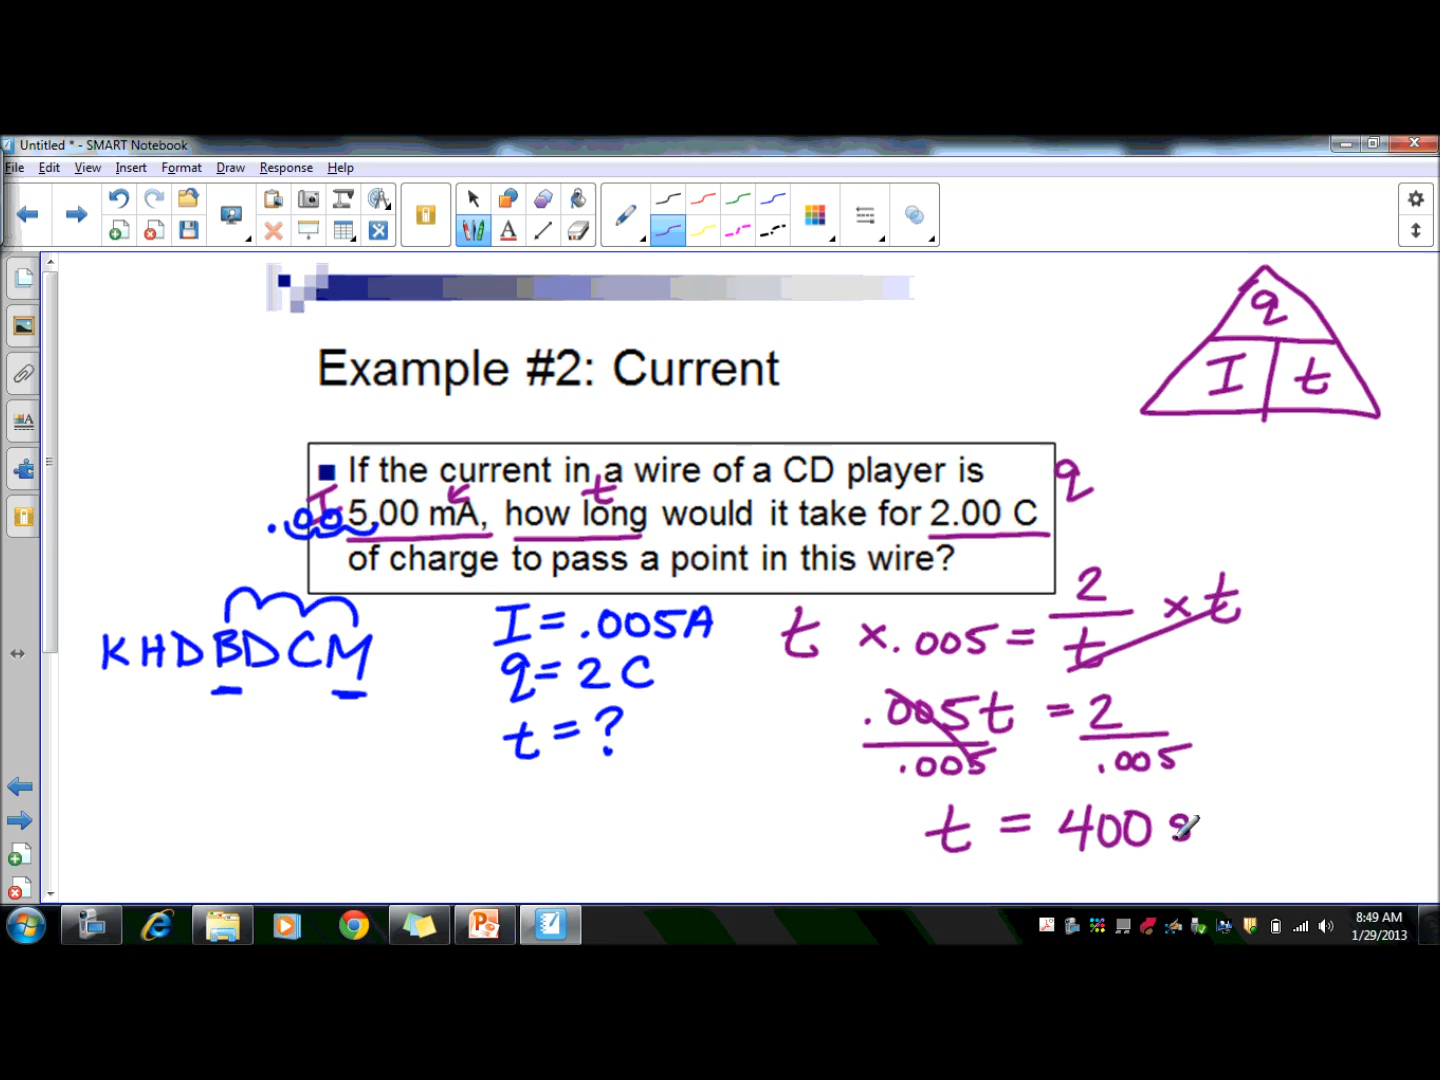 Untitled * - SMART Notebook
File Edit View Insert Format Draw Response Help
q
I t
Example #2: Current
If the current in a wire of a CD player is
I t q
.00 5.00 mA, how long would it take for 2.00 C
of charge to pass a point in this wire?
KHDBDCM
I = .005A
q = 2 C
t = ?
t × .005 = 2/t × t
.005t/.005 = 2/.005
t = 400 s
8:49 AM
1/29/2013